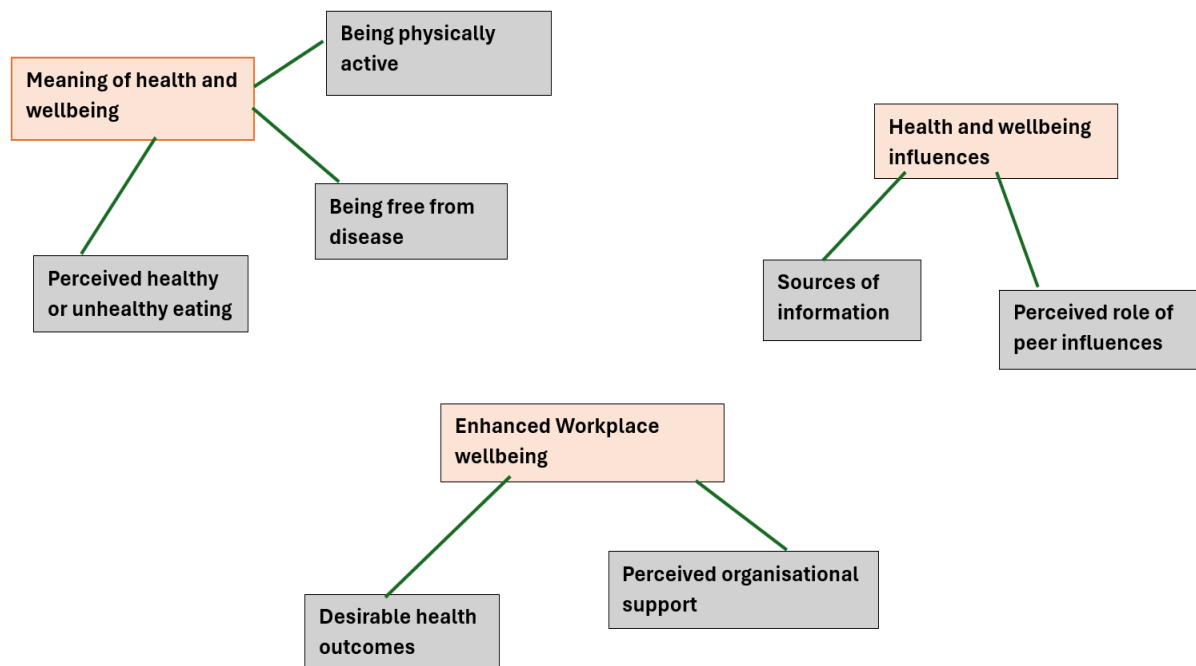 Being physically
active
Meaning of health and
wellbeing
Being free from
disease
Perceived healthy
or unhealthy eating
Health and wellbeing
influences
Sources of
information
Perceived role of
peer influences
Enhanced Workplace
wellbeing
Perceived organisational
support
Desirable health
outcomes